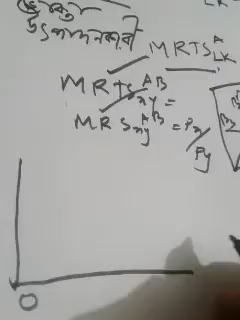 ভোক্তা
উৎপাদনকারী
MRTS^A_LK
MRTS^AB_xy =
MRS^AB_xy = Px/Py
O